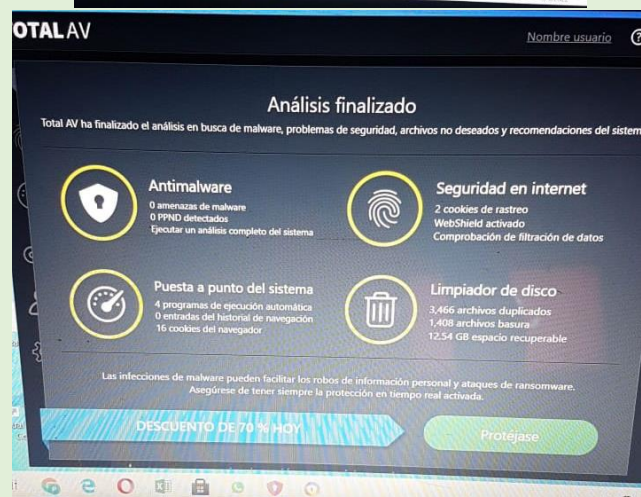 OTAL AV
Nombre usuario
Análisis finalizado
Total AV ha finalizado el análisis en busca de malware, problemas de seguridad, archivos no deseados y recomendaciones del sistem
Antimalware
0 amenazas de malware
0 PPND detectados
Ejecutar un análisis completo del sistema
Seguridad en internet
2 cookies de rastreo
WebShield activado
Comprobación de filtración de datos
Puesta a punto del sistema
4 programas de ejecución automática
0 entradas del historial de navegación
16 cookies del navegador
Limpiador de disco
3,466 archivos duplicados
1,408 archivos basura
12.54 GB espacio recuperable
Las infecciones de malware pueden facilitar los robos de información personal y ataques de ransomware.
Asegúrese de tener siempre la protección en tiempo real activada.
DESCUENTO DE 70 % HOY
Protéjase